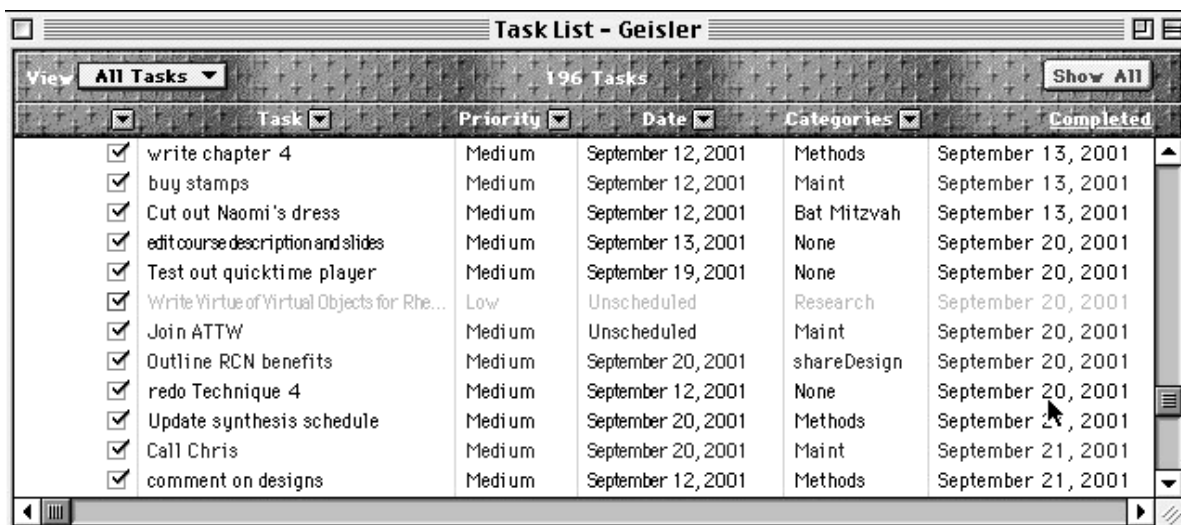 Task List - Geisler
View All Tasks 196 Tasks Show All
Task Priority Date Categories Completed
write chapter 4 Medium September 12, 2001 Methods September 13, 2001
buy stamps Medium September 12, 2001 Maint September 13, 2001
Cut out Naomi's dress Medium September 12, 2001 Bat Mitzvah September 13, 2001
edit course description and slides Medium September 13, 2001 None September 20, 2001
Test out quicktime player Medium September 19, 2001 None September 20, 2001
Write Virtue of Virtual Objects for Rhe... Low Unscheduled Research September 20, 2001
Join ATTW Medium Unscheduled Maint September 20, 2001
Outline RCN benefits Medium September 20, 2001 shareDesign September 20, 2001
redo Technique 4 Medium September 12, 2001 None September 20, 2001
Update synthesis schedule Medium September 20, 2001 Methods September 2 , 2001
Call Chris Medium September 20, 2001 Maint September 21, 2001
comment on designs Medium September 12, 2001 Methods September 21, 2001